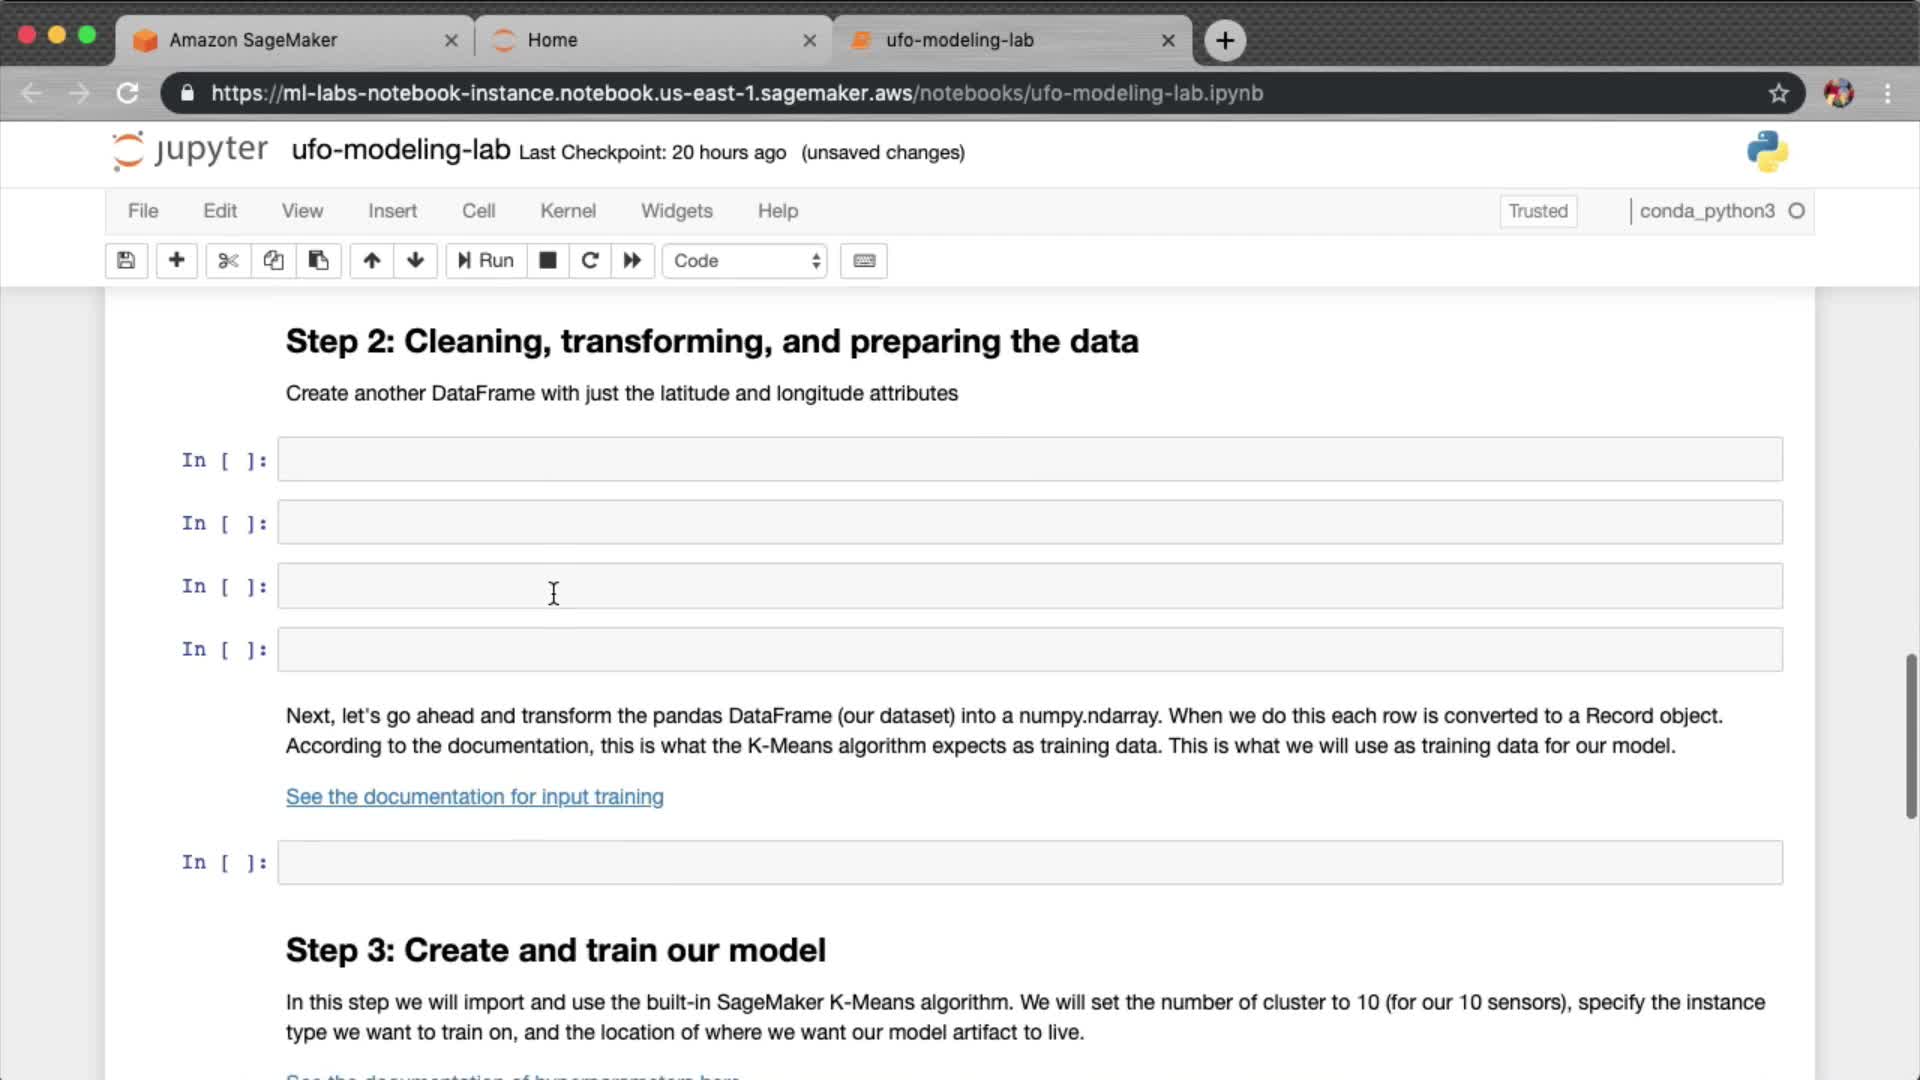 Amazon SageMaker
Home
ufo-modeling-lab
https://ml-labs-notebook-instance.notebook.us-east-1.sagemaker.aws/notebooks/ufo-modeling-lab.ipynb
jupyter ufo-modeling-lab Last Checkpoint: 20 hours ago (unsaved changes)
File Edit View Insert Cell Kernel Widgets Help Trusted conda_python3
Run Code
Step 2: Cleaning, transforming, and preparing the data
Create another DataFrame with just the latitude and longitude attributes
In [ ]:
In [ ]:
In [ ]:
In [ ]:
Next, let's go ahead and transform the pandas DataFrame (our dataset) into a numpy.ndarray. When we do this each row is converted to a Record object.
According to the documentation, this is what the K-Means algorithm expects as training data. This is what we will use as training data for our model.
See the documentation for input training
In [ ]:
Step 3: Create and train our model
In this step we will import and use the built-in SageMaker K-Means algorithm. We will set the number of cluster to 10 (for our 10 sensors), specify the instance
type we want to train on, and the location of where we want our model artifact to live.
See the documentation of hyperparameters here